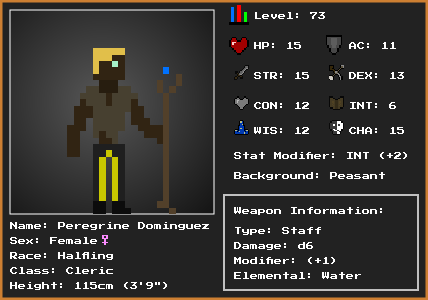 Level: 73
HP: 15 AC: 11
STR: 15 DEX: 13
CON: 12 INT: 6
WIS: 12 CHA: 15
Stat Modifier: INT (+2)
Background: Peasant
Name: Peregrine Dominguez
Sex: Female♀
Race: Halfling
Class: Cleric
Height: 115cm (3'9")
Weapon Information:
Type: Staff
Damage: d6
Modifier: (+1)
Elemental: Water